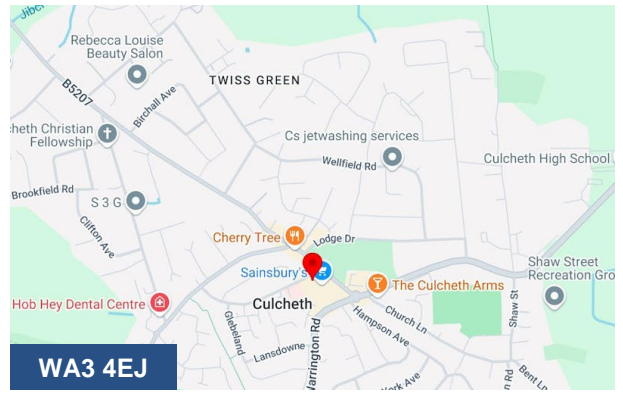 Jibcr
Rebecca Louise
Beauty Salon
TWISS GREEN
B5207
Birchall Ave
cheth Christian
Fellowship
Cs jetwashing services
Wellfield Rd
Culcheth High School
Brookfield Rd
S 3 G
Clifton Ave
Cherry Tree
Lodge Dr
Sainsbury's
Shaw Street
Recreation Gro
The Culcheth Arms
Hob Hey Dental Centre
Culcheth
Glebeland
Hampson Ave
Church Ln
Shaw St
Lansdowne
Warrington Rd
Bent Ln
ork Ave
n Rd
WA3 4EJ